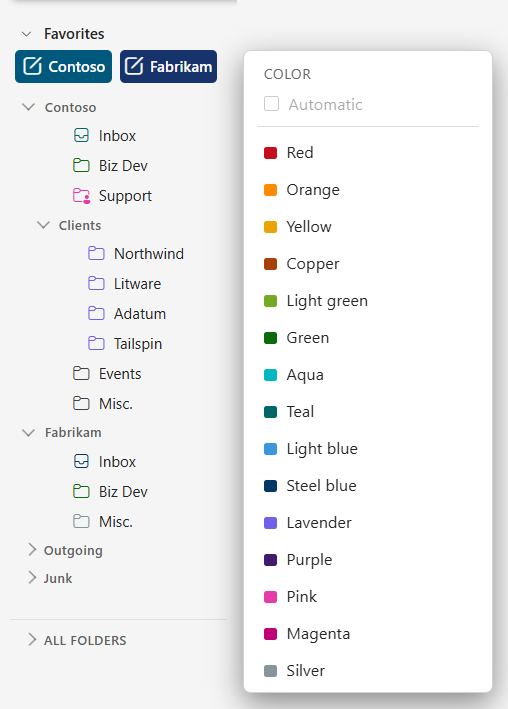 Favorites
Contoso Fabrikam
Contoso
Inbox
Biz Dev
Support
Clients
Northwind
Litware
Adatum
Tailspin
Events
Misc.
Fabrikam
Inbox
Biz Dev
Misc.
Outgoing
Junk
ALL FOLDERS
COLOR
Automatic
Red
Orange
Yellow
Copper
Light green
Green
Aqua
Teal
Light blue
Steel blue
Lavender
Purple
Pink
Magenta
Silver